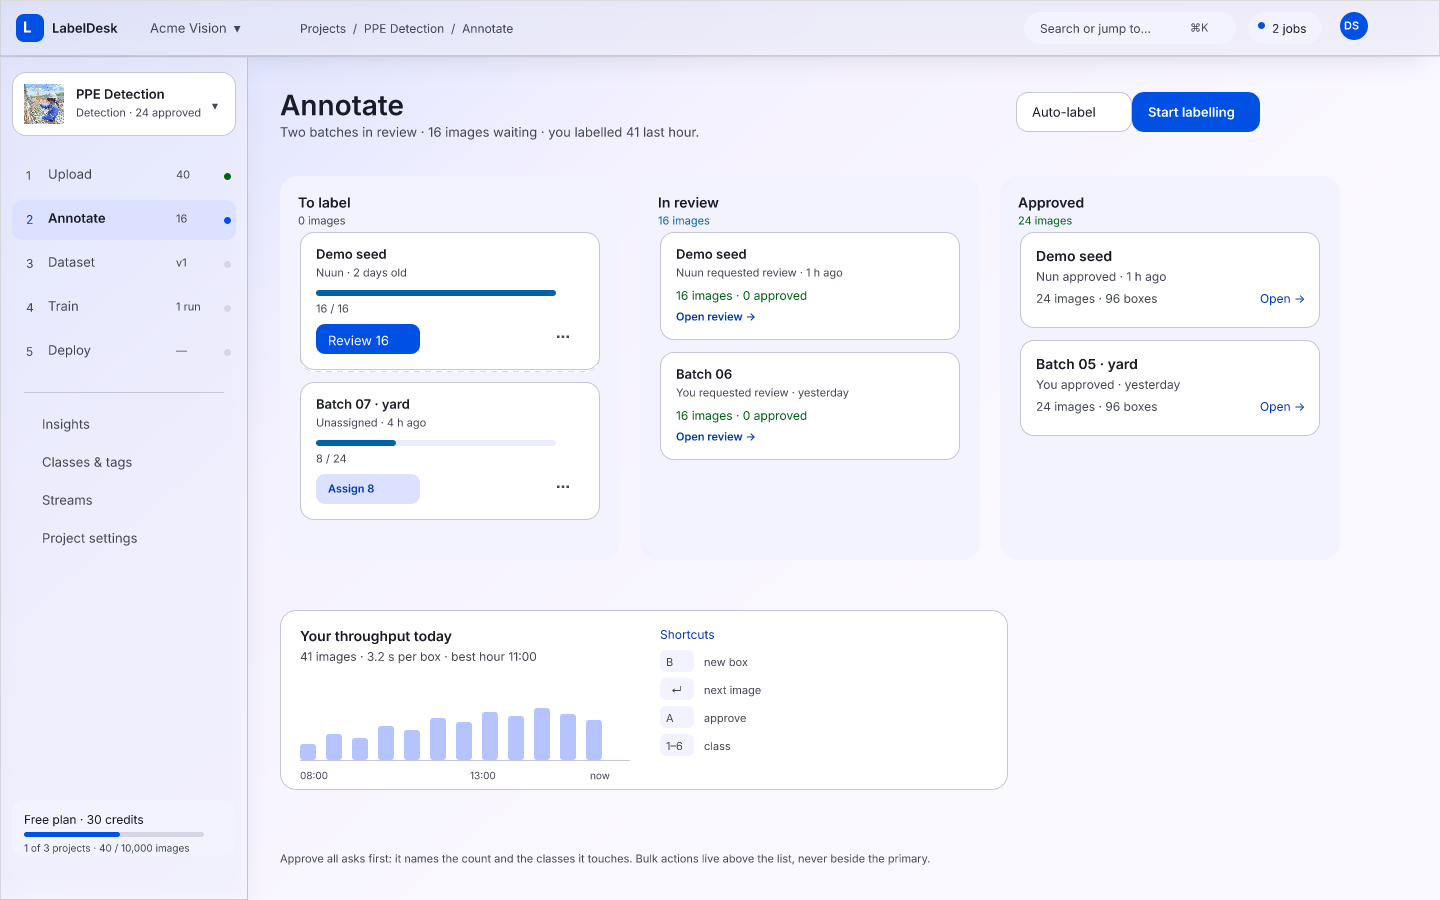 L LabelDesk
Acme Vision ▼
Projects / PPE Detection / Annotate
Search or jump to... ⌘K
2 jobs
DS
PPE Detection
Detection · 24 approved ▼
1 Upload 40
2 Annotate 16
3 Dataset v1
4 Train 1 run
5 Deploy —
Insights
Classes & tags
Streams
Project settings
Free plan · 30 credits
1 of 3 projects · 40 / 10,000 images
Annotate
Two batches in review · 16 images waiting · you labelled 41 last hour.
Auto-label
Start labelling
To label
0 images
Demo seed
Nuun · 2 days old
16 / 16
Review 16 ...
Batch 07 · yard
Unassigned · 4 h ago
8 / 24
Assign 8 ...
In review
16 images
Demo seed
Nuun requested review · 1 h ago
16 images · 0 approved
Open review →
Batch 06
You requested review · yesterday
16 images · 0 approved
Open review →
Approved
24 images
Demo seed
Nun approved · 1 h ago
24 images · 96 boxes Open →
Batch 05 · yard
You approved · yesterday
24 images · 96 boxes Open →
Your throughput today
41 images · 3.2 s per box · best hour 11:00
08:00 13:00 now
Shortcuts
B new box
↵ next image
A approve
1–6 class
Approve all asks first: it names the count and the classes it touches. Bulk actions live above the list, never beside the primary.